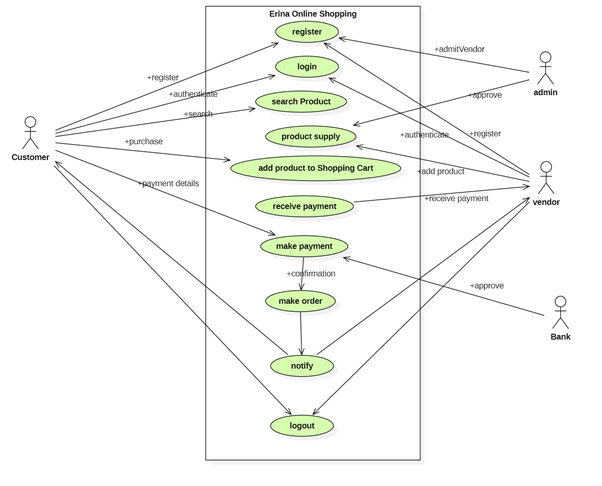 Erina Online Shopping
register
+admitVendor
login
+register
+authenticate
search Product
+approve
admin
+search
Customer
product supply
+authenticate
+register
+purchase
add product to Shopping Cart
+add product
+payment details
+receive payment
vendor
receive payment
make payment
+confirmation
+approve
make order
Bank
notify
logout